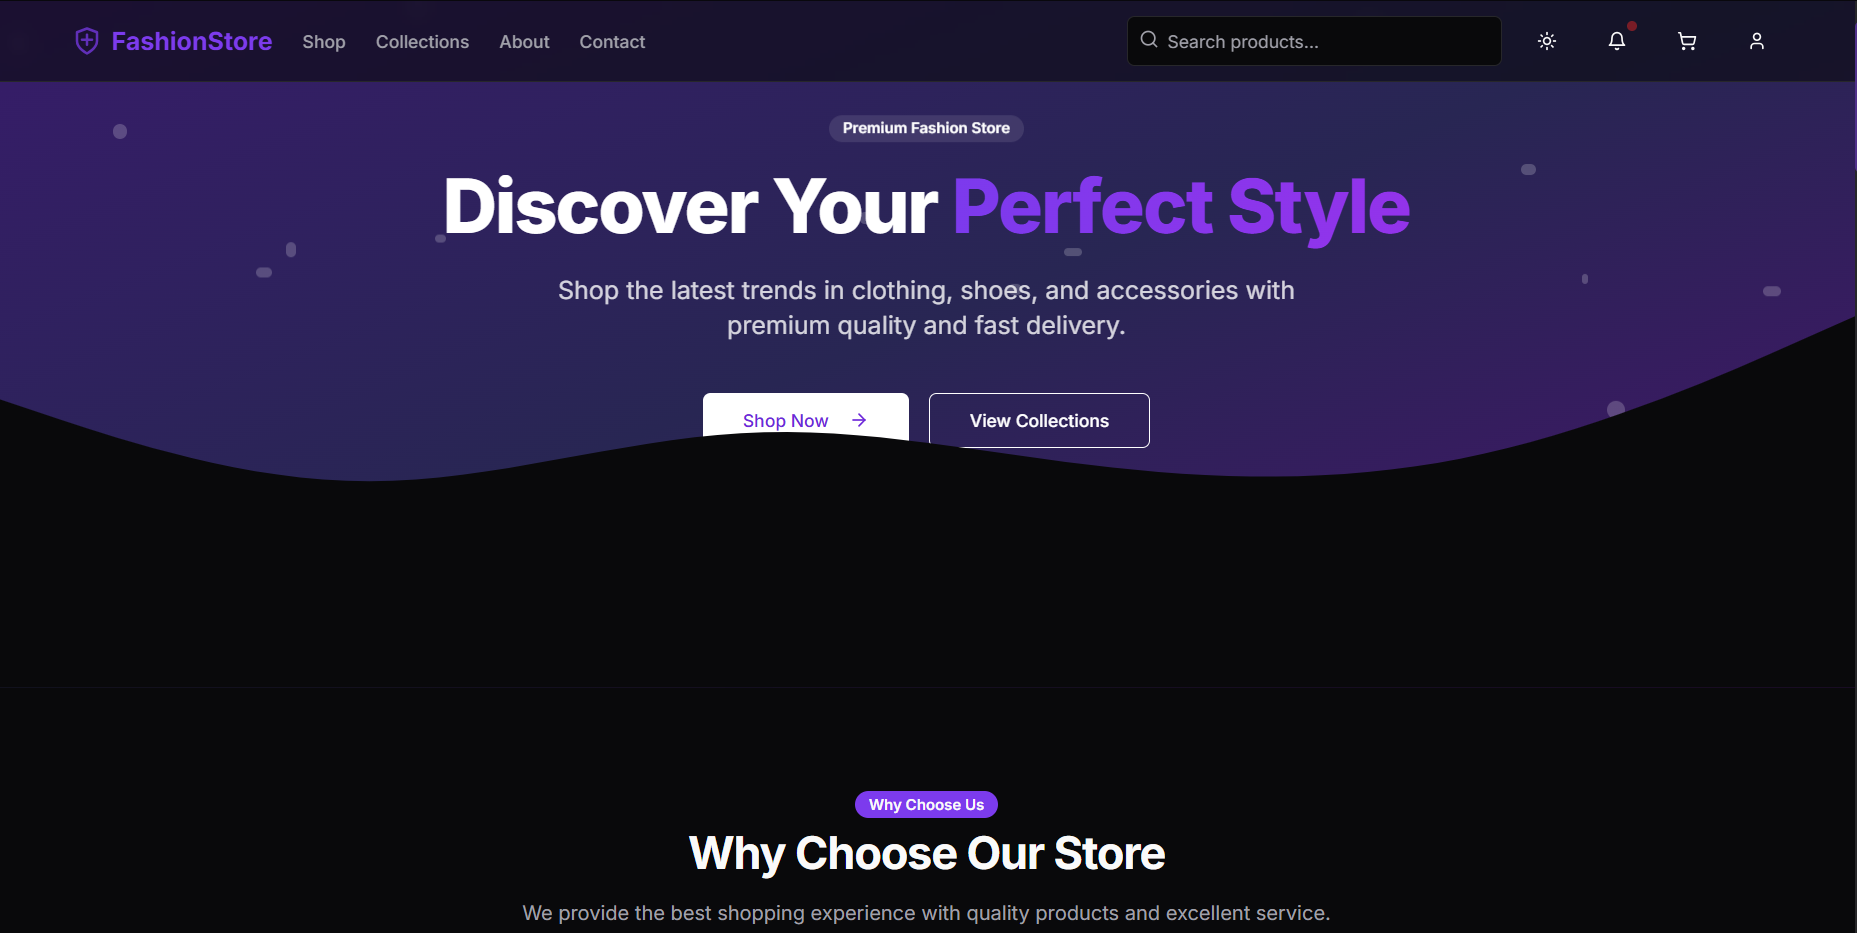 FashionStore Shop Collections About Contact Search products...
Premium Fashion Store
Discover Your Perfect Style
Shop the latest trends in clothing, shoes, and accessories with
premium quality and fast delivery.
Shop Now View Collections
Why Choose Us
Why Choose Our Store
We provide the best shopping experience with quality products and excellent service.